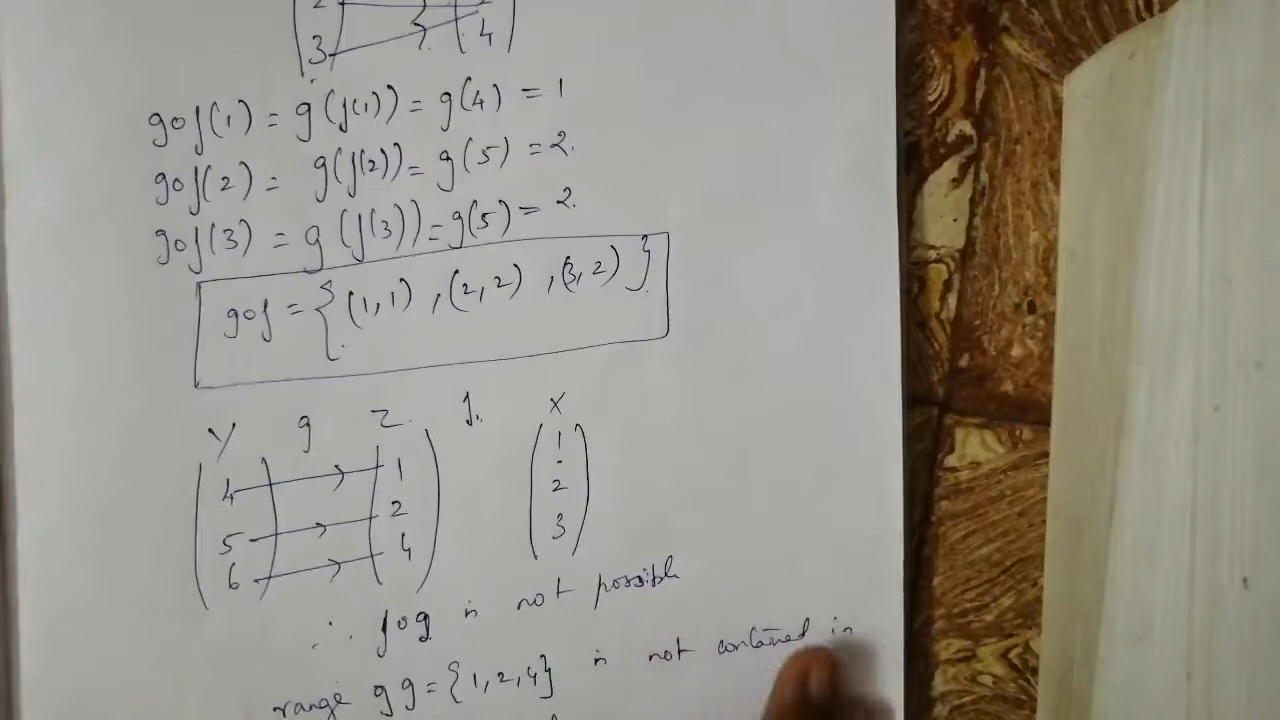 3 4
gof(1) = g(f(1)) = g(4) = 1
gof(2) = g(f(2)) = g(5) = 2.
gof(3) = g(f(3)) = g(5) = 2.
gof = {(1,1), (2,2), (3,2)}
Y g Z. f. X
4 1 1
5 2 2
6 4 3
∴ fog is not possible
range of g = {1,2,4} is not contained in